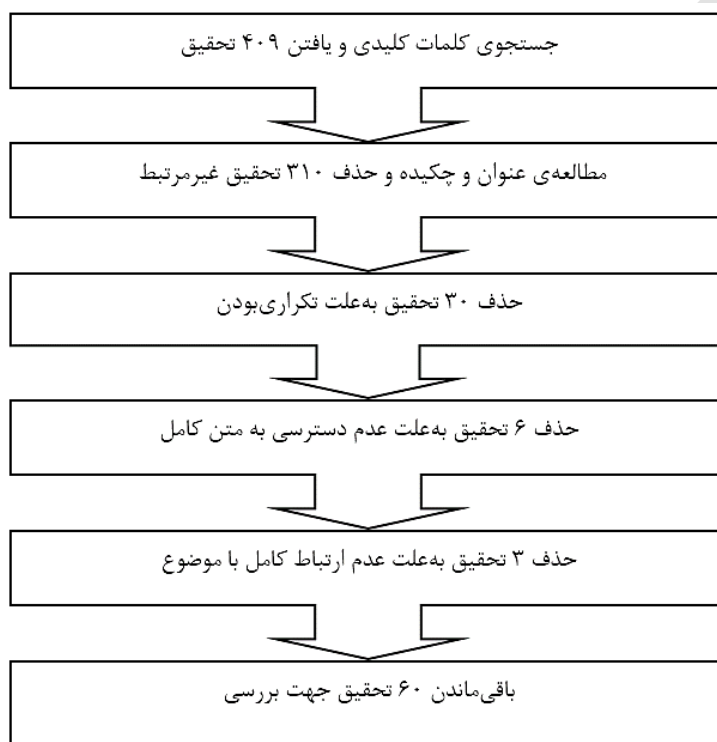 جستجوی کلمات کلیدی و یافتن ۴۰۹ تحقیق
مطالعه‌ی عنوان و چکیده و حذف ۳۱۰ تحقیق غیرمرتبط
حذف ۳۰ تحقیق به‌علت تکراری‌بودن
حذف ۶ تحقیق به‌علت عدم دسترسی به متن کامل
حذف ۳ تحقیق به‌علت عدم ارتباط کامل با موضوع
باقی‌ماندن ۶۰ تحقیق جهت بررسی